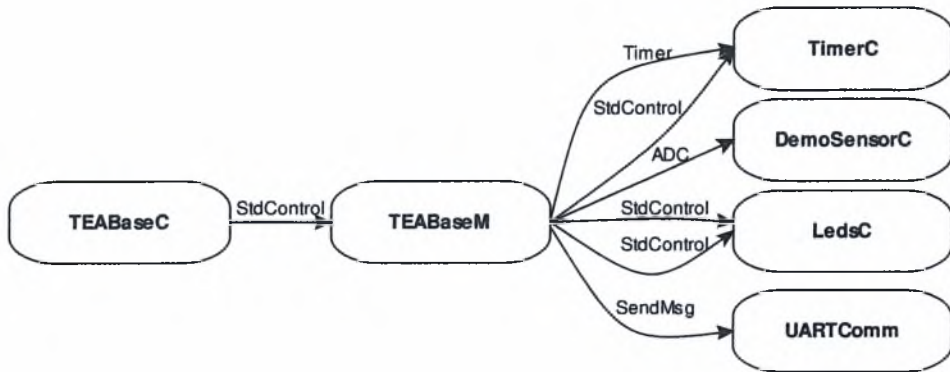 Timer
TimerC
StdControl
ADC
DemoSensorC
TEABaseC
StdControl
TEABaseM
StdControl
LedsC
StdControl
SendMsg
UARTComm